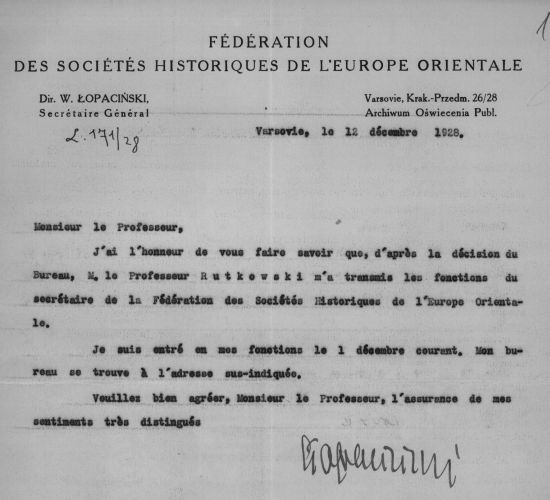 1
FÉDÉRATION
DES SOCIÉTÉS HISTORIQUES DE L'EUROPE ORIENTALE
Dir. W. ŁOPACIŃSKI,
Secrétaire Général
L. 171/28
Varsovie, Krak.-Przedm. 26/28
Archiwum Oświecenia Publ.
Varsovie, le 12 décembre 1928.
Monsieur le Professeur,
J'ai l'honneur de vous faire savoir que, d'après la décision du
Bureau, M. le Professeur Rutkowski m'a transmis les fonctions du
secrétaire de la Fédération des Sociétés Historiques de l'Europe Orienta-
le.
Je suis entré en mes fonctions le 1 décembre courant. Mon bu-
reau se trouve à l'adresse sus-indiquée.
Veuillez bien agréer, Monsieur le Professeur, l'assurance de mes
sentiments très distingués
Łopaciński